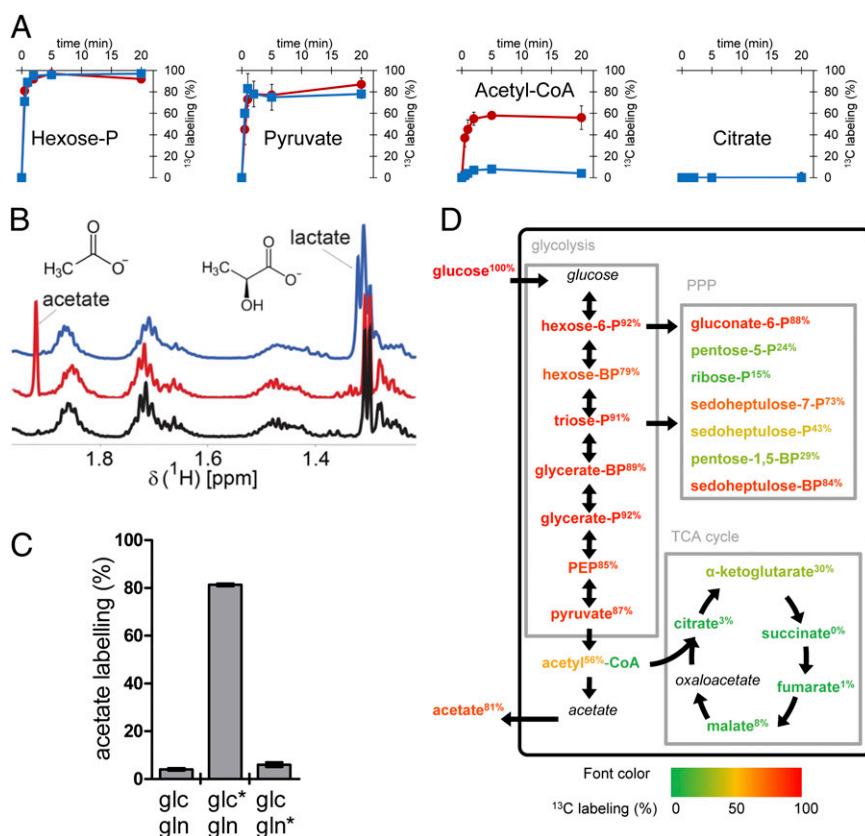 A
time (min)
0 5 10 15 20
100
80
60
40
20
0
¹³C labeling (%)
Hexose-P
time (min)
0 5 10 15 20
100
80
60
40
20
0
¹³C labeling (%)
Pyruvate
time (min)
0 5 10 15 20
100
80
60
40
20
0
¹³C labeling (%)
Acetyl-CoA
time (min)
0 5 10 15 20
100
80
60
40
20
0
¹³C labeling (%)
Citrate
B
O
H₃C O⁻
acetate
O
H₃C O⁻
OH
lactate
1.8 1.6 1.4
δ (¹H) [ppm]
C
acetate labelling (%)
100
80
60
40
20
0
glc glc* glc
gln gln gln*
D
glycolysis
glucose¹⁰⁰%
glucose
hexose-6-P⁹²%
hexose-BP⁷⁹%
triose-P⁹¹%
glycerate-BP⁸⁹%
glycerate-P⁹²%
PEP⁸⁵%
pyruvate⁸⁷%
acetyl⁵⁶%-CoA
acetate
acetate⁸¹%
PPP
gluconate-6-P⁸⁸%
pentose-5-P²⁴%
ribose-P¹⁵%
sedoheptulose-7-P⁷³%
sedoheptulose-P⁴³%
pentose-1,5-BP²⁹%
sedoheptulose-BP⁸⁴%
TCA cycle
α-ketoglutarate³⁰%
citrate³%
succinate⁰%
oxaloacetate
fumarate¹%
malate⁸%
Font color
¹³C labeling (%) 0 50 100